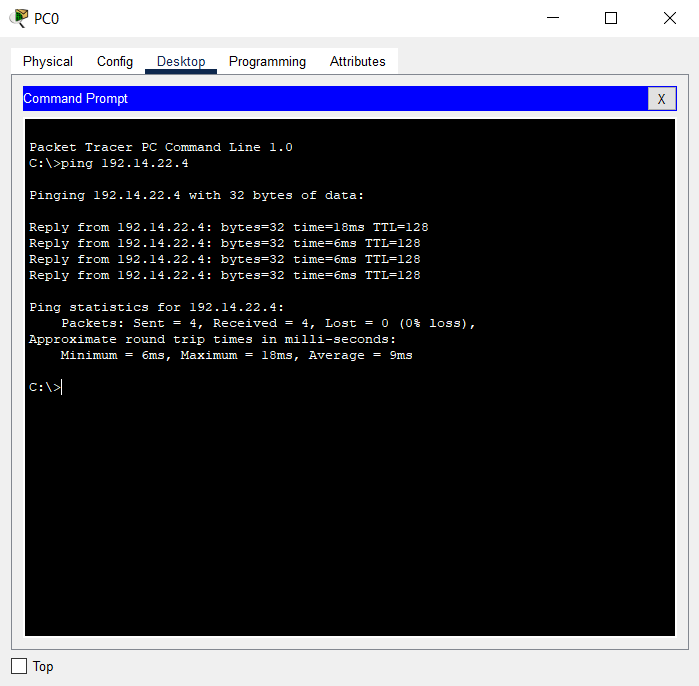 PC0
Physical Config Desktop Programming Attributes
Command Prompt X
Packet Tracer PC Command Line 1.0
C:\>ping 192.14.22.4
Pinging 192.14.22.4 with 32 bytes of data:
Reply from 192.14.22.4: bytes=32 time=18ms TTL=128
Reply from 192.14.22.4: bytes=32 time=6ms TTL=128
Reply from 192.14.22.4: bytes=32 time=6ms TTL=128
Reply from 192.14.22.4: bytes=32 time=6ms TTL=128
Ping statistics for 192.14.22.4:
    Packets: Sent = 4, Received = 4, Lost = 0 (0% loss),
Approximate round trip times in milli-seconds:
    Minimum = 6ms, Maximum = 18ms, Average = 9ms
C:\>
Top